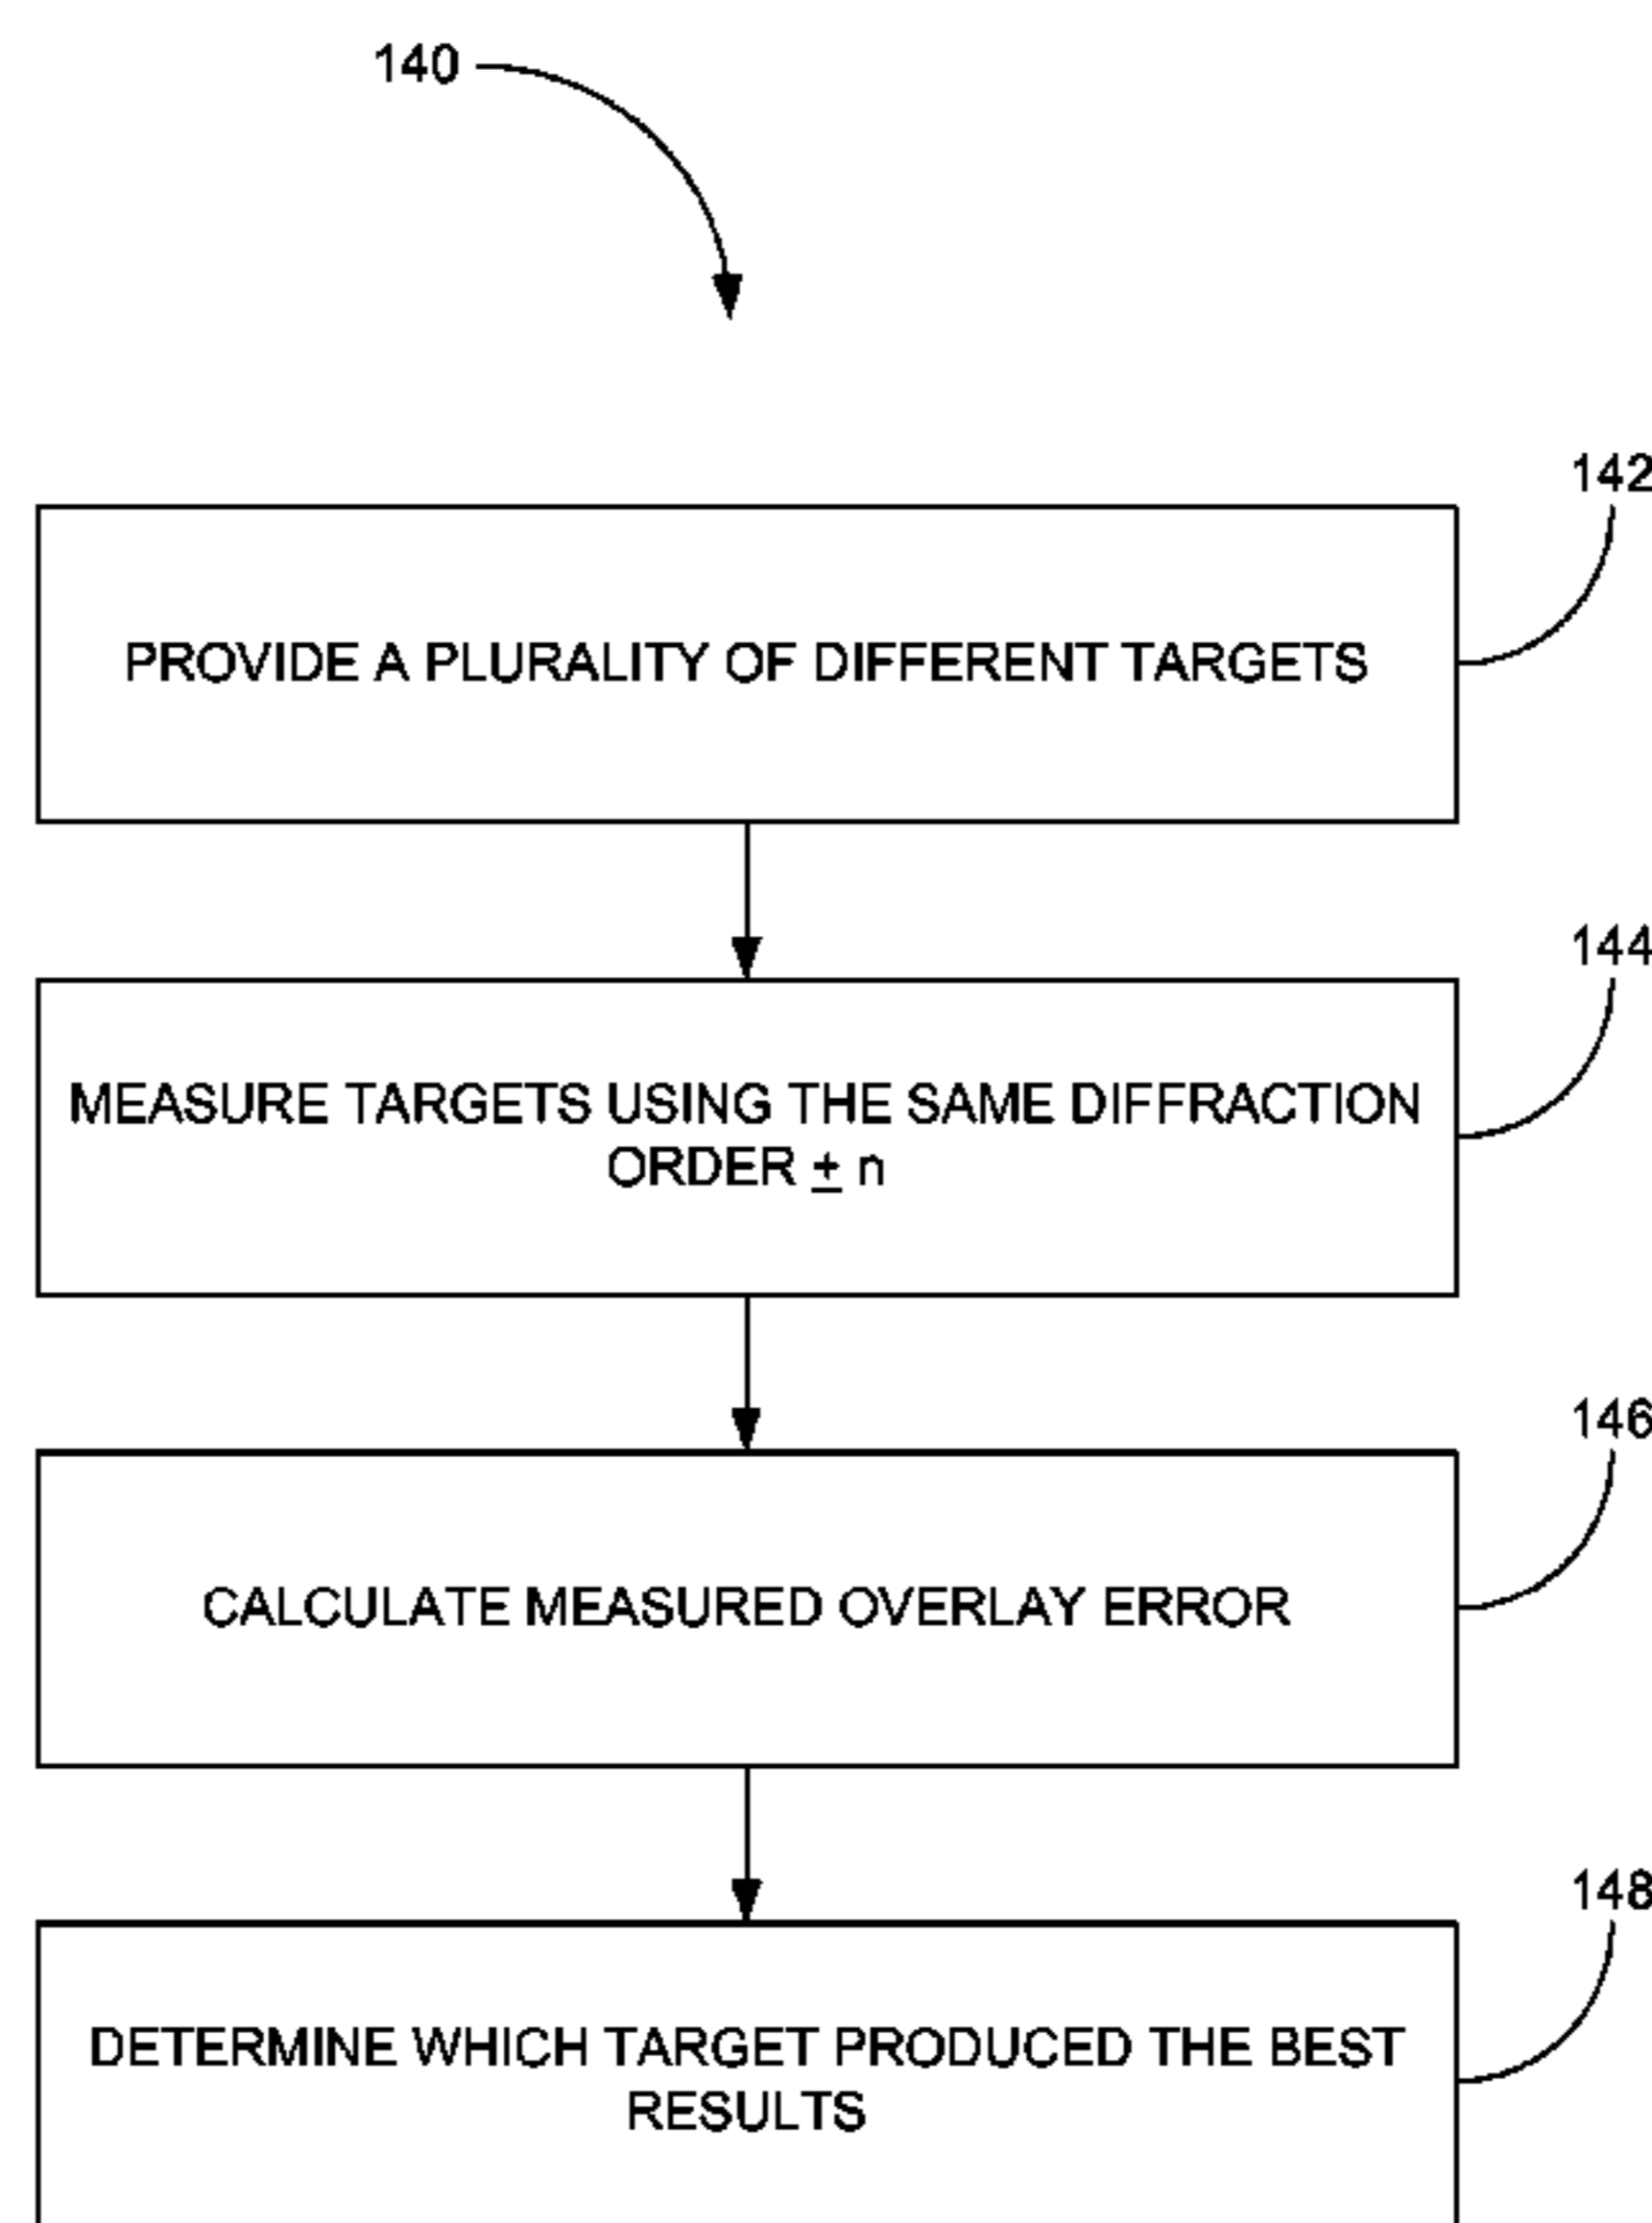 140
142
PROVIDE A PLURALITY OF DIFFERENT TARGETS
144
MEASURE TARGETS USING THE SAME DIFFRACTION
ORDER ± n
146
CALCULATE MEASURED OVERLAY ERROR
148
DETERMINE WHICH TARGET PRODUCED THE BEST
RESULTS